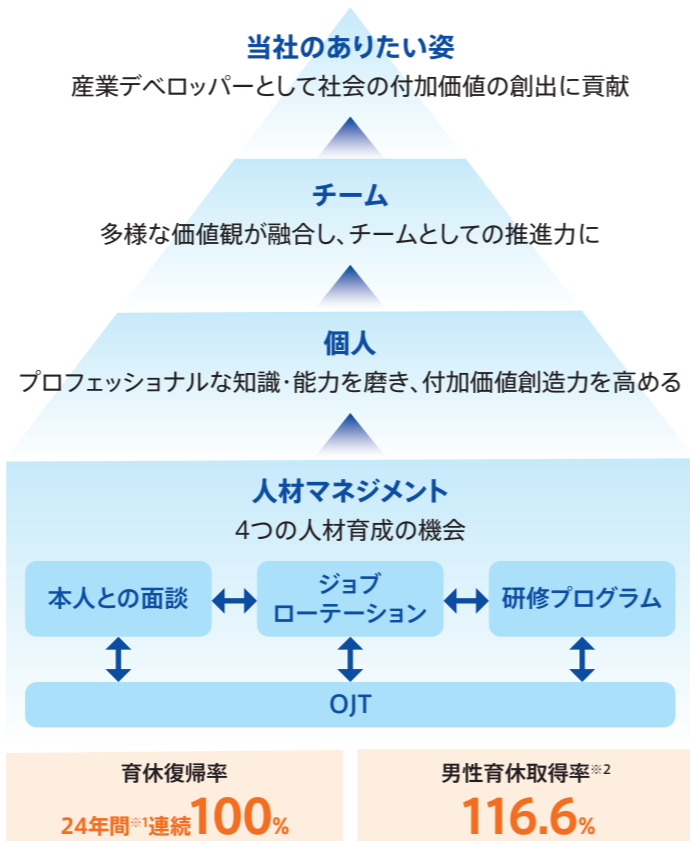 当社のありたい姿
産業デベロッパーとして社会の付加価値の創出に貢献
チーム
多様な価値観が融合し、チームとしての推進力に
個人
プロフェッショナルな知識・能力を磨き、付加価値創造力を高める
人材マネジメント
4つの人材育成の機会
本人との面談
ジョブ
ローテーション
研修プログラム
OJT
育休復帰率
24年間※1連続100%
男性育休取得率※2
116.6%